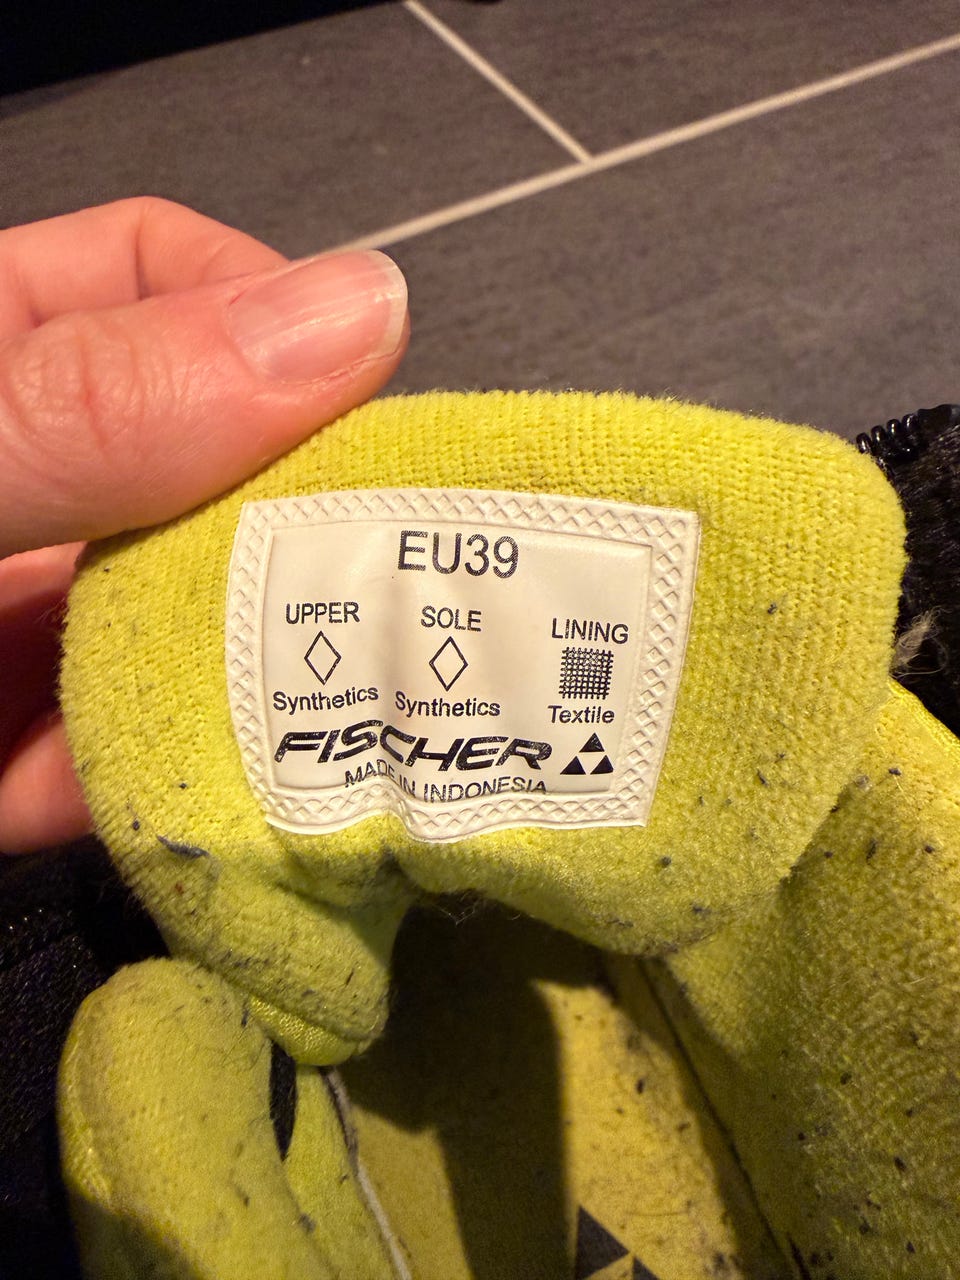 EU39
UPPER SOLE LINING
Synthetics Synthetics Textile
FISCHER
MADE IN INDONESIA